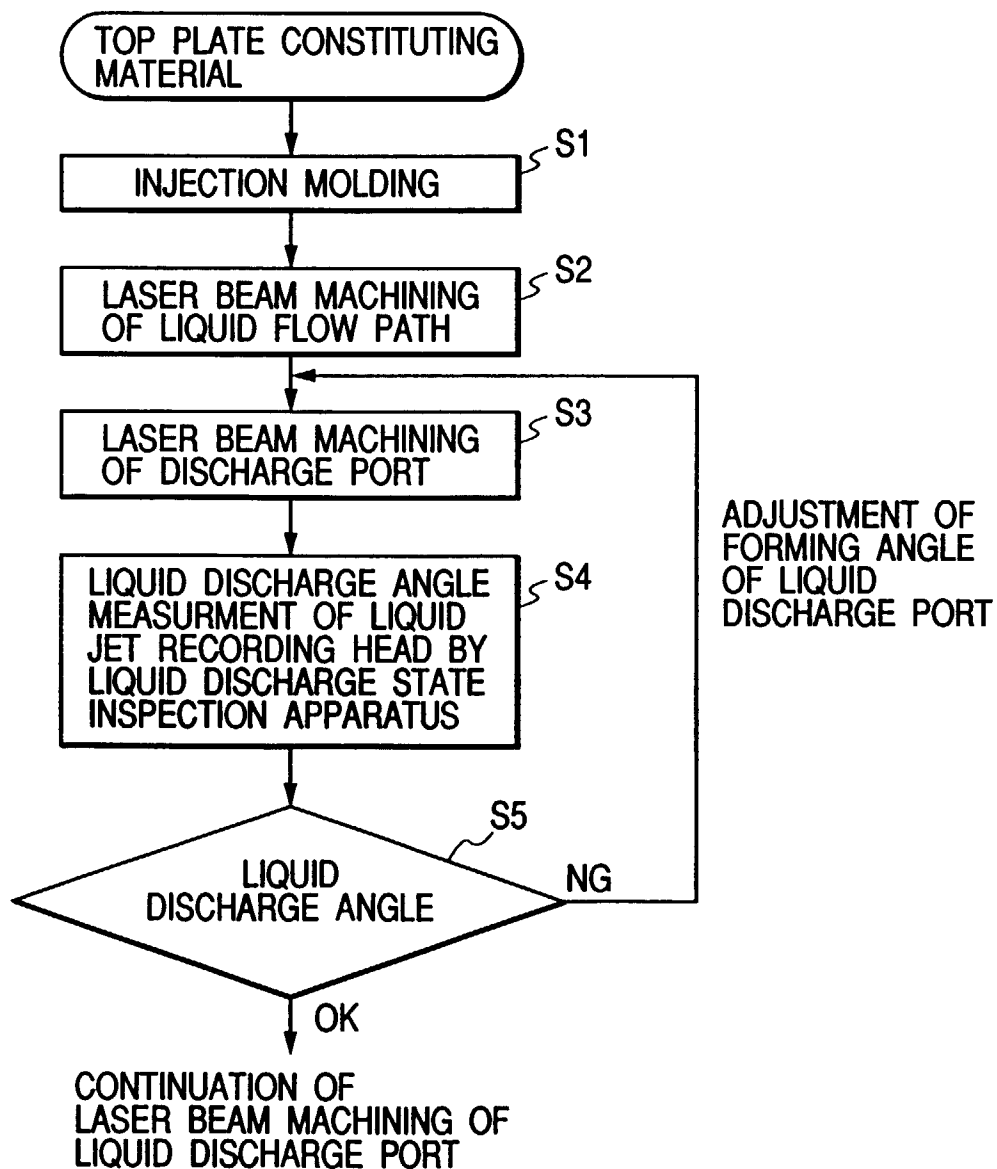 TOP PLATE CONSTITUTING
MATERIAL
S1
INJECTION MOLDING
S2
LASER BEAM MACHINING
OF LIQUID FLOW PATH
S3
LASER BEAM MACHINING
OF DISCHARGE PORT
ADJUSTMENT OF
FORMING ANGLE
OF LIQUID
DISCHARGE PORT
S4
LIQUID DISCHARGE ANGLE
MEASURMENT OF LIQUID
JET RECORDING HEAD BY
LIQUID DISCHARGE STATE
INSPECTION APPARATUS
S5
LIQUID
DISCHARGE ANGLE
NG
OK
CONTINUATION OF
LASER BEAM MACHINING OF
LIQUID DISCHARGE PORT